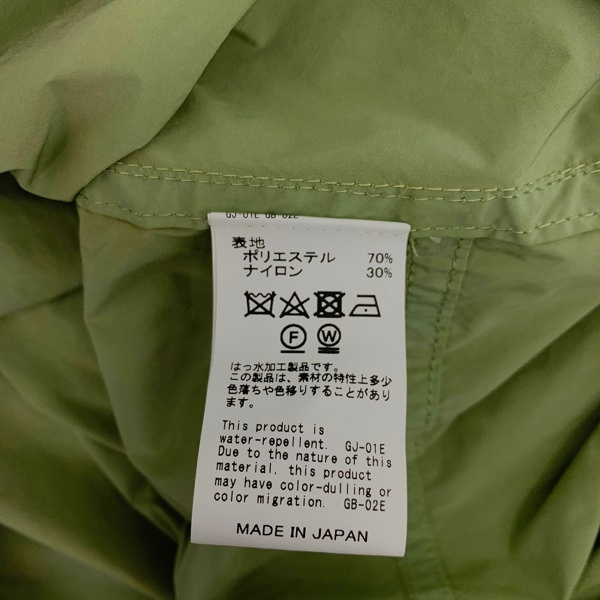 GJ-01E GB-02E
表地
ポリエステル 70%
ナイロン 30%
F W
はっ水加工製品です。
この製品は、素材の特性上多少
色落ちや色移りすることがあり
ます。
This product is
water-repellent. GJ-01E
Due to the nature of this
material, this product
may have color-dulling or
color migration. GB-02E
MADE IN JAPAN